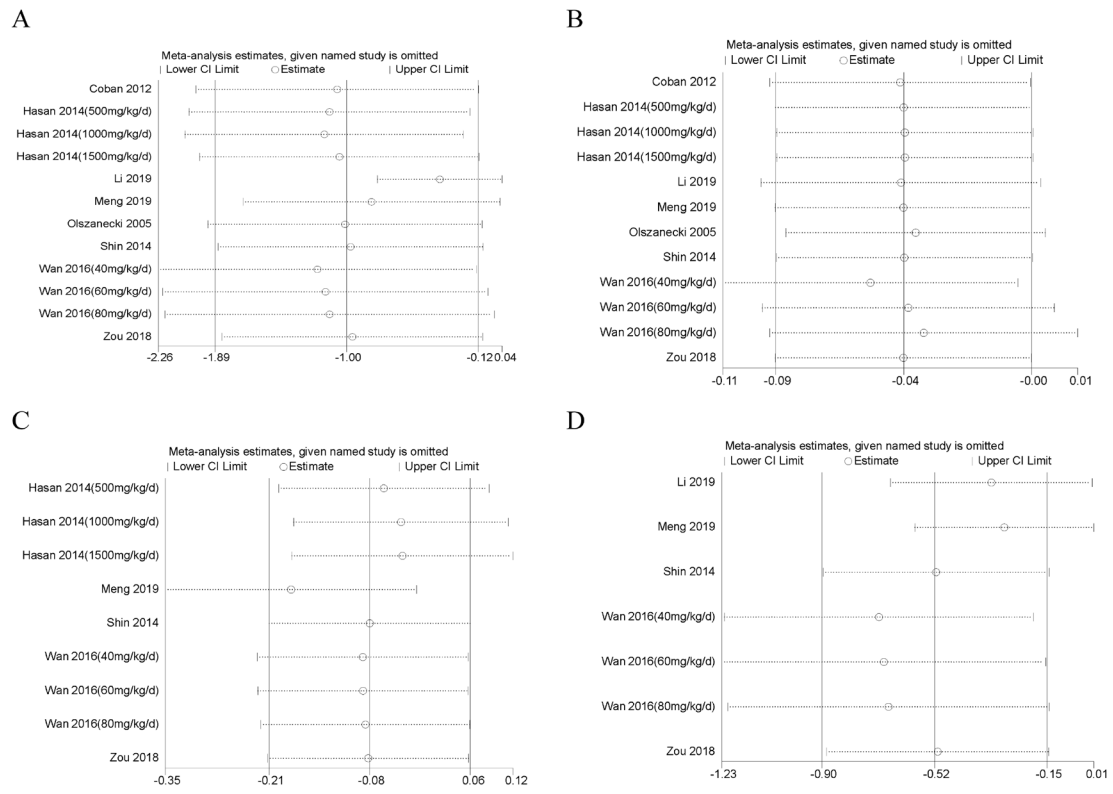 A
Meta-analysis estimates, given named study is omitted
Lower CI Limit Estimate Upper CI Limit
Coban 2012
Hasan 2014(500mg/kg/d)
Hasan 2014(1000mg/kg/d)
Hasan 2014(1500mg/kg/d)
Li 2019
Meng 2019
Olszanecki 2005
Shin 2014
Wan 2016(40mg/kg/d)
Wan 2016(60mg/kg/d)
Wan 2016(80mg/kg/d)
Zou 2018
-2.26 -1.89 -1.00 -0.12 0.04
B
Meta-analysis estimates, given named study is omitted
Lower CI Limit Estimate Upper CI Limit
Coban 2012
Hasan 2014(500mg/kg/d)
Hasan 2014(1000mg/kg/d)
Hasan 2014(1500mg/kg/d)
Li 2019
Meng 2019
Olszanecki 2005
Shin 2014
Wan 2016(40mg/kg/d)
Wan 2016(60mg/kg/d)
Wan 2016(80mg/kg/d)
Zou 2018
-0.11 -0.09 -0.04 -0.00 0.01
C
Meta-analysis estimates, given named study is omitted
Lower CI Limit Estimate Upper CI Limit
Hasan 2014(500mg/kg/d)
Hasan 2014(1000mg/kg/d)
Hasan 2014(1500mg/kg/d)
Meng 2019
Shin 2014
Wan 2016(40mg/kg/d)
Wan 2016(60mg/kg/d)
Wan 2016(80mg/kg/d)
Zou 2018
-0.35 -0.21 -0.08 0.06 0.12
D
Meta-analysis estimates, given named study is omitted
Lower CI Limit Estimate Upper CI Limit
Li 2019
Meng 2019
Shin 2014
Wan 2016(40mg/kg/d)
Wan 2016(60mg/kg/d)
Wan 2016(80mg/kg/d)
Zou 2018
-1.23 -0.90 -0.52 -0.15 0.01